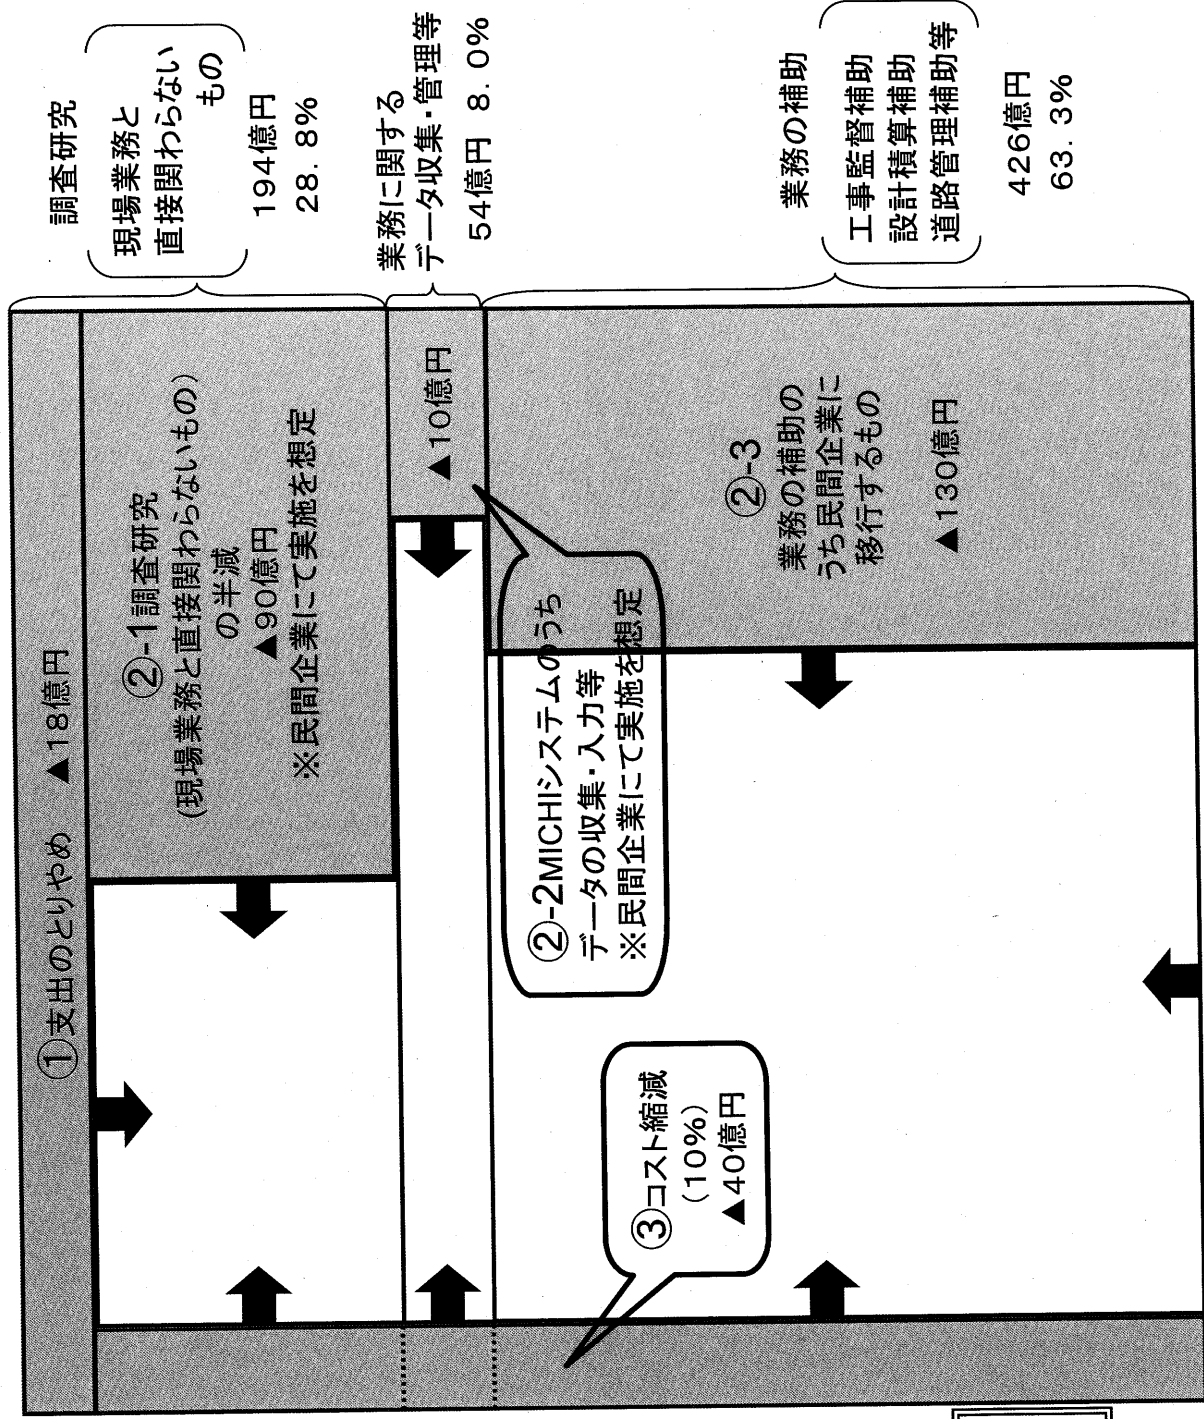 調査研究
現場業務と
直接関わらない
もの
194億円
28. 8%
業務に関する
データ収集・管理等
54億円 8. 0%
業務の補助
工事監督補助
設計積算補助
道路管理補助等
426億円
63. 3%
①支出のとりやめ ▲18億円
②-1調査研究
(現場業務と直接関わらないもの)
の半減
▲90億円
※民間企業にて実施を想定
▲10億円
②-2MICHIシステムのうち
データの収集・入力等
※民間企業にて実施を想定
②-3
業務の補助の
うち民間企業に
移行するもの
▲130億円
③コスト縮減
(10%)
▲40億円